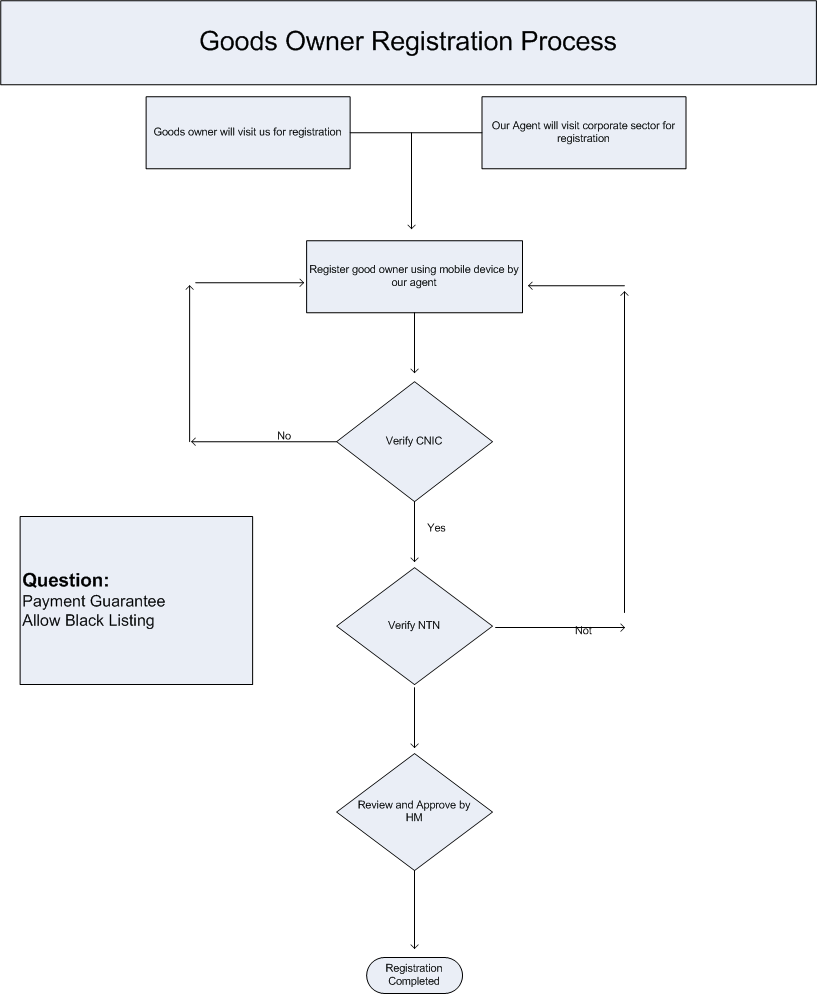 Goods Owner Registration Process
Goods owner will visit us for registration
Our Agent will visit corporate sector for
registration
Register good owner using mobile device by
our agent
Verify CNIC
No
Yes
Question:
Payment Guarantee
Allow Black Listing
Verify NTN
Not
Review and Approve by
HM
Registration
Completed